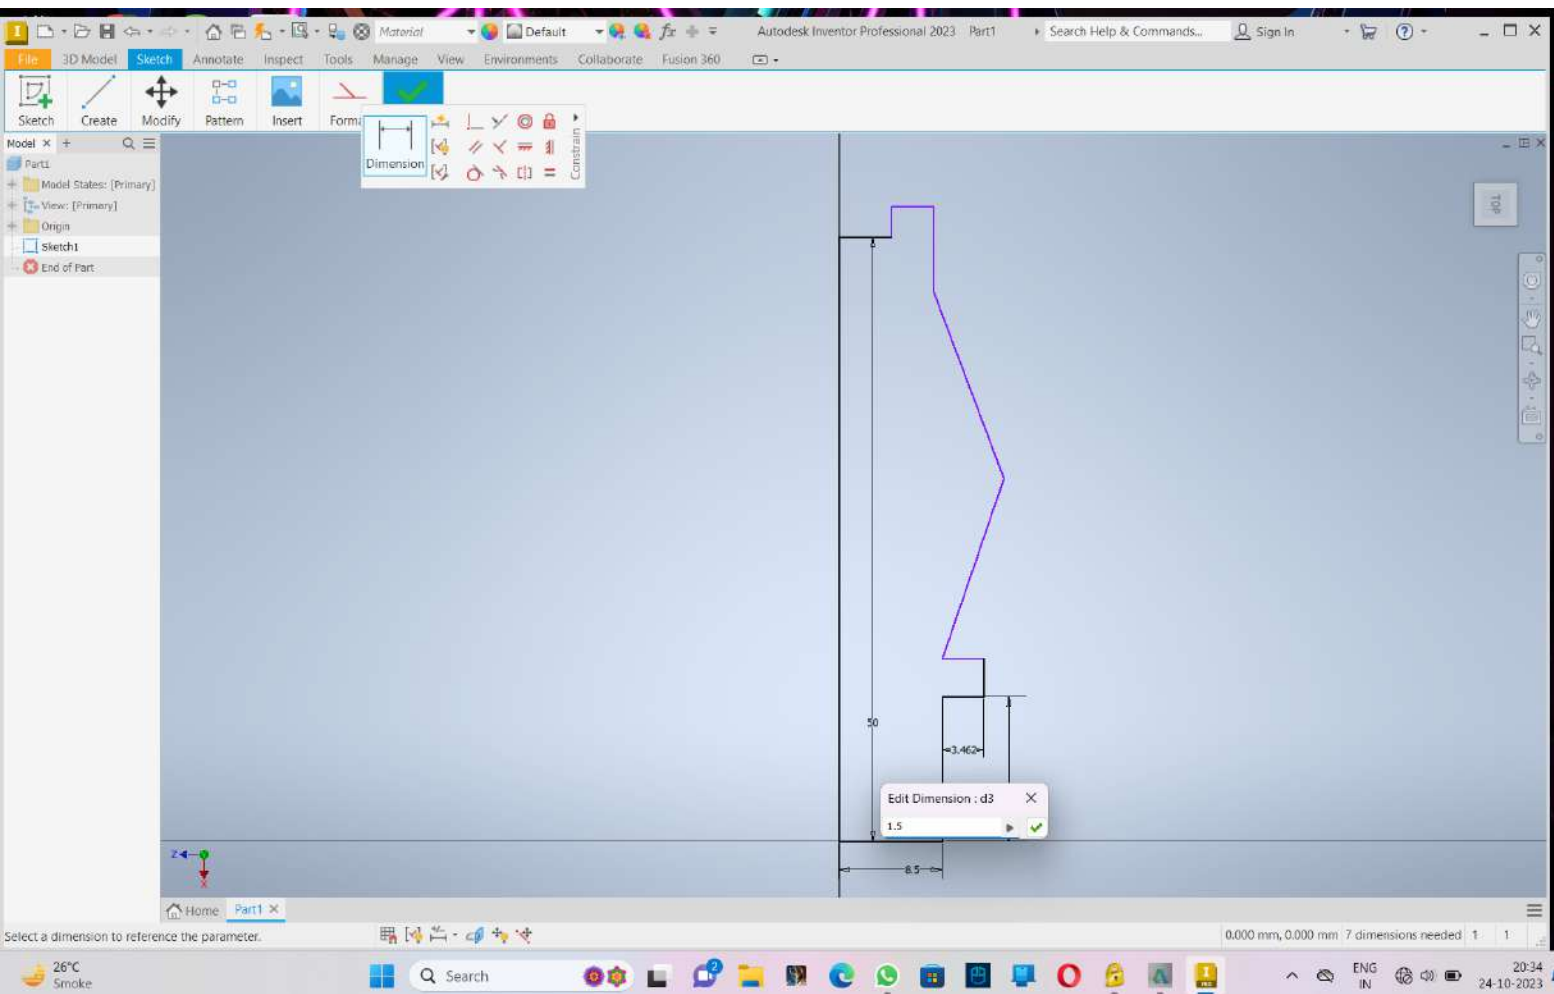 I Material Default fx Autodesk Inventor Professional 2023 Part1 Search Help & Commands... Sign In ?
File 3D Model Sketch Annotate Inspect Tools Manage View Environments Collaborate Fusion 360
Sketch Create Modify Pattern Insert Forma
Dimension
Constrain
Model × +
Part1
Model States: [Primary]
View: [Primary]
Origin
Sketch1
End of Part
TOP
50
3.462
Edit Dimension : d3
1.5
8.5
Z
X
Home Part1 ×
Select a dimension to reference the parameter.
0.000 mm, 0.000 mm 7 dimensions needed 1 1
26°C
Smoke
Search
2
ENG
IN
20:34
24-10-2023